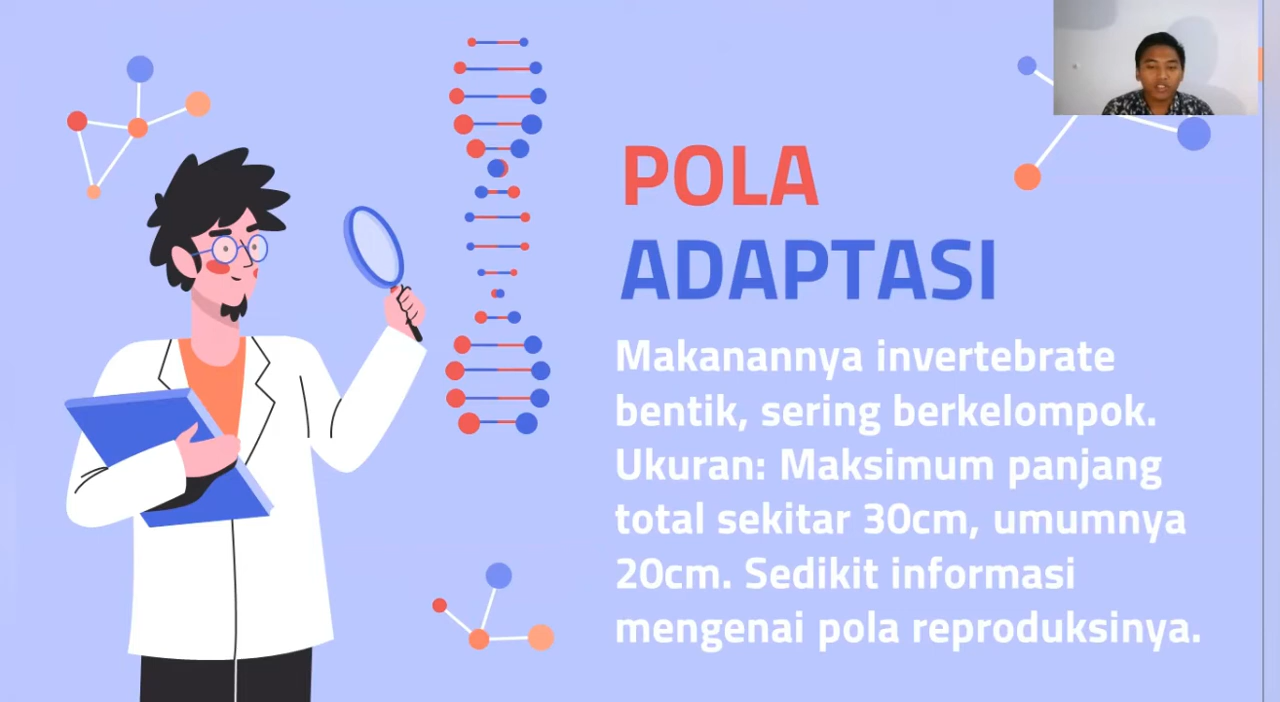 POLA
ADAPTASI
Makanannya invertebrate
bentik, sering berkelompok.
Ukuran: Maksimum panjang
total sekitar 30cm, umumnya
20cm. Sedikit informasi
mengenai pola reproduksinya.